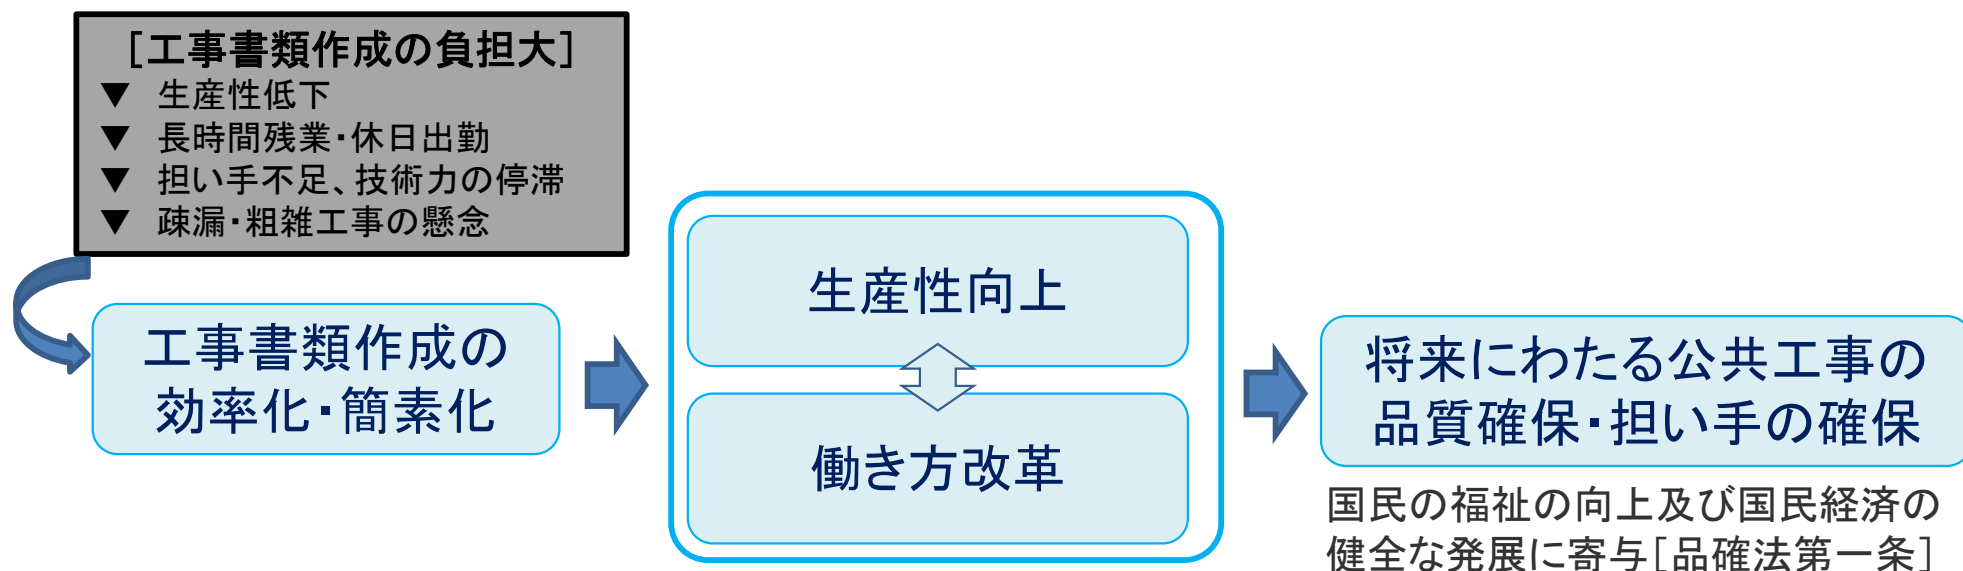 ［工事書類作成の負担大］
▼ 生産性低下
▼ 長時間残業・休日出勤
▼ 担い手不足、技術力の停滞
▼ 疎漏・粗雑工事の懸念
工事書類作成の
効率化・簡素化
生産性向上
働き方改革
将来にわたる公共工事の
品質確保・担い手の確保
国民の福祉の向上及び国民経済の
健全な発展に寄与［品確法第一条］